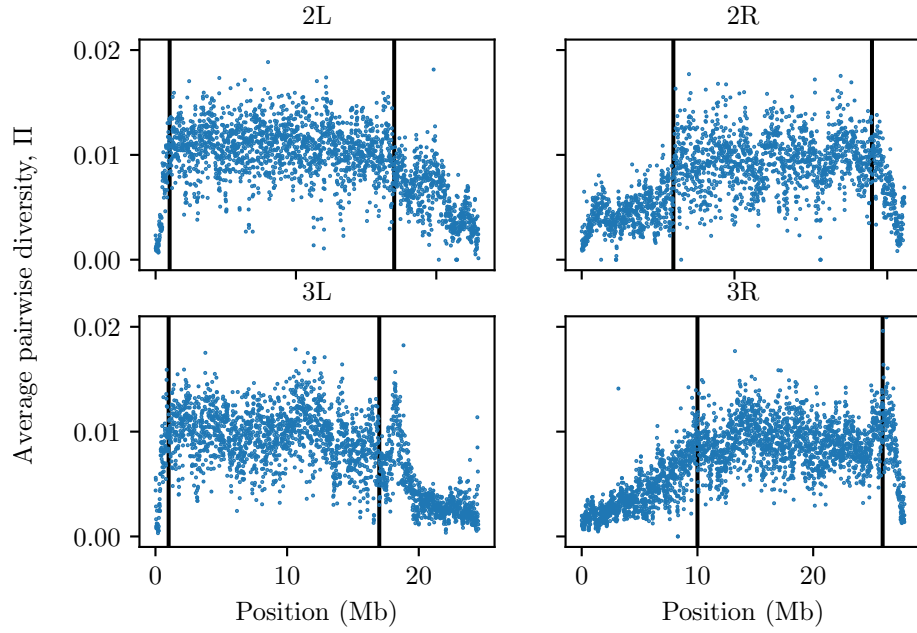 2L 2R
0.02
0.01
0.00
3L 3R
0.02
0.01
0.00
0 10 20 0 10 20
Position (Mb) Position (Mb)
Average pairwise diversity, Π